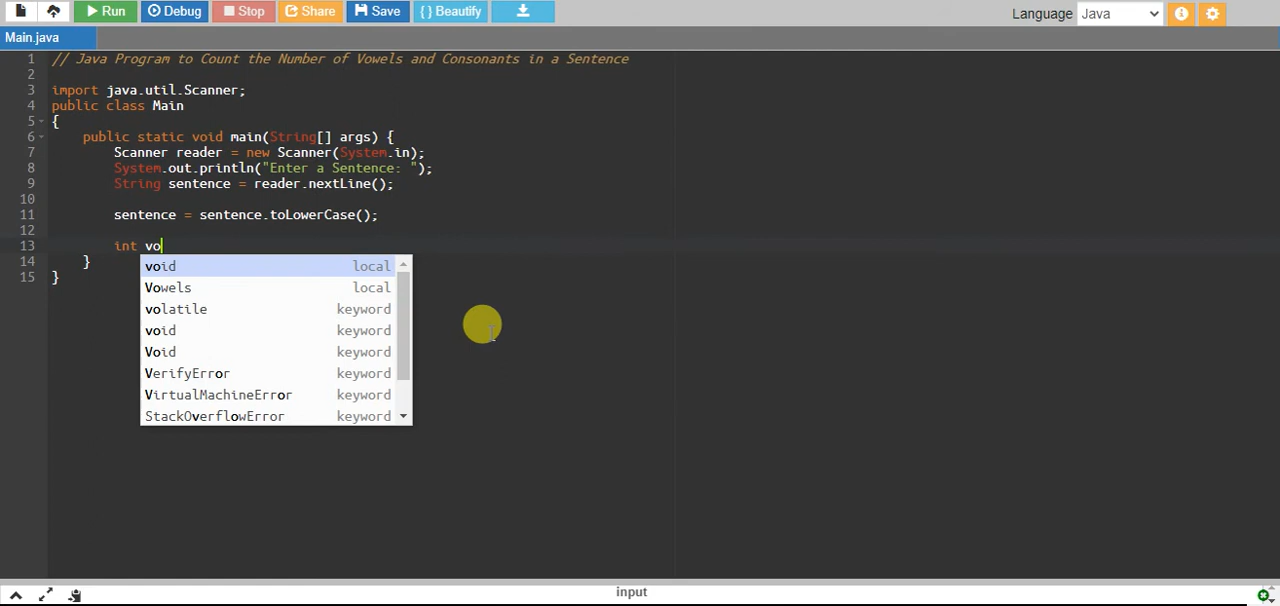 Run Debug Stop Share Save { } Beautify Language Java
Main.java
1 // Java Program to Count the Number of Vowels and Consonants in a Sentence
2
3 import java.util.Scanner;
4 public class Main
5 {
6 public static void main(String[] args) {
7 Scanner reader = new Scanner(System.in);
8 System.out.println("Enter a Sentence: ");
9 String sentence = reader.nextLine();
10
11 sentence = sentence.toLowerCase();
12
13 int vo
14 }
15 }
void local
Vowels local
volatile keyword
void keyword
Void keyword
VerifyError keyword
VirtualMachineError keyword
StackOverflowError keyword
input